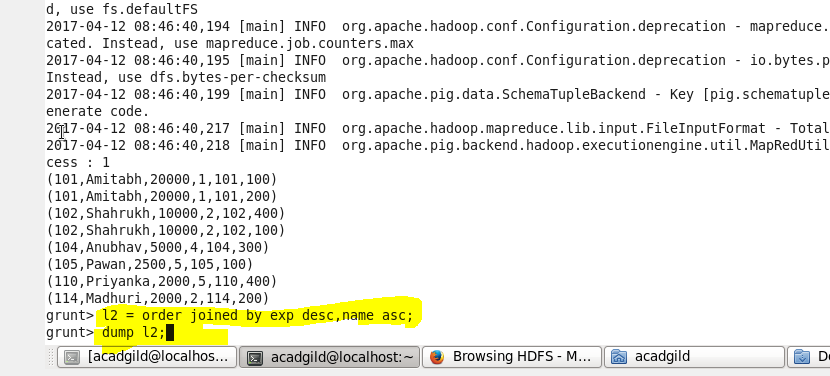 d, use fs.defaultFS
2017-04-12 08:46:40,194 [main] INFO  org.apache.hadoop.conf.Configuration.deprecation - mapreduce.
cated. Instead, use mapreduce.job.counters.max
2017-04-12 08:46:40,195 [main] INFO  org.apache.hadoop.conf.Configuration.deprecation - io.bytes.p
Instead, use dfs.bytes-per-checksum
2017-04-12 08:46:40,199 [main] INFO  org.apache.pig.data.SchemaTupleBackend - Key [pig.schematuple
enerate code.
2017-04-12 08:46:40,217 [main] INFO  org.apache.hadoop.mapreduce.lib.input.FileInputFormat - Total
2017-04-12 08:46:40,218 [main] INFO  org.apache.pig.backend.hadoop.executionengine.util.MapRedUtil
cess : 1
(101,Amitabh,20000,1,101,100)
(101,Amitabh,20000,1,101,200)
(102,Shahrukh,10000,2,102,400)
(102,Shahrukh,10000,2,102,100)
(104,Anubhav,5000,4,104,300)
(105,Pawan,2500,5,105,100)
(110,Priyanka,2000,5,110,400)
(114,Madhuri,2000,2,114,200)
grunt> l2 = order joined by exp desc,name asc;
grunt> dump l2;
[acadgild@localhos... acadgild@localhost:~ Browsing HDFS - M... acadgild